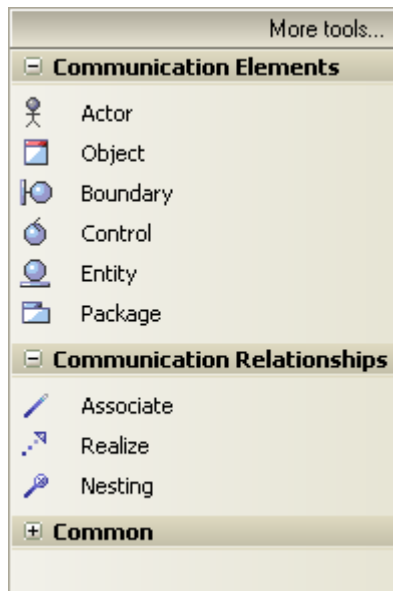 More tools...
Communication Elements
Actor
Object
Boundary
Control
Entity
Package
Communication Relationships
Associate
Realize
Nesting
Common